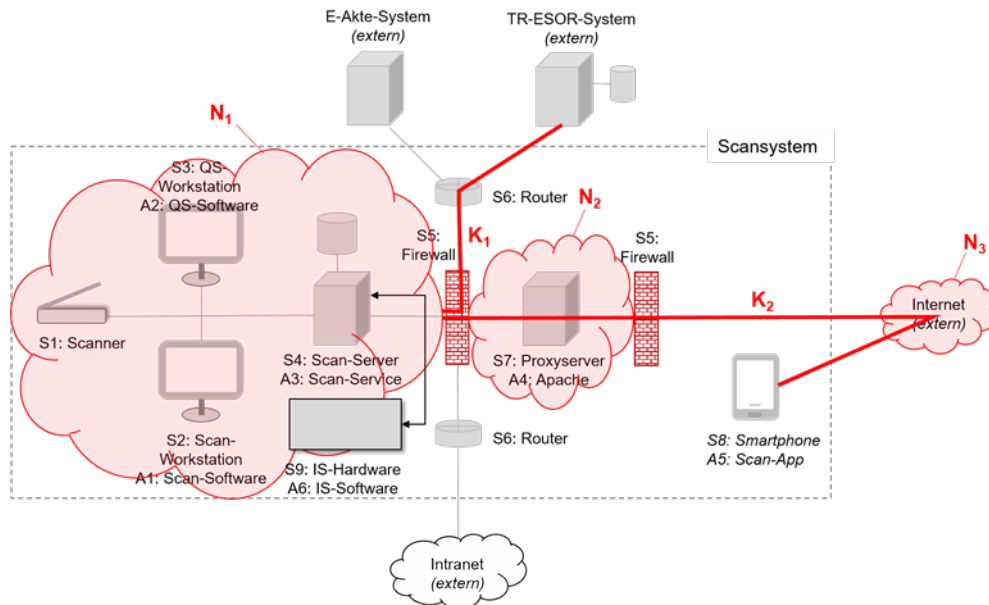 E-Akte-System
(extern)
TR-ESOR-System
(extern)
N₁
Scansystem
S3: QS-
Workstation
A2: QS-Software
S6: Router
N₂
K₁
S5:
Firewall
S5:
Firewall
N₃
K₂
Internet
(extern)
S1: Scanner
S4: Scan-Server
A3: Scan-Service
S7: Proxyserver
A4: Apache
S8: Smartphone
A5: Scan-App
S2: Scan-
Workstation
A1: Scan-Software
S6: Router
S9: IS-Hardware
A6: IS-Software
Intranet
(extern)